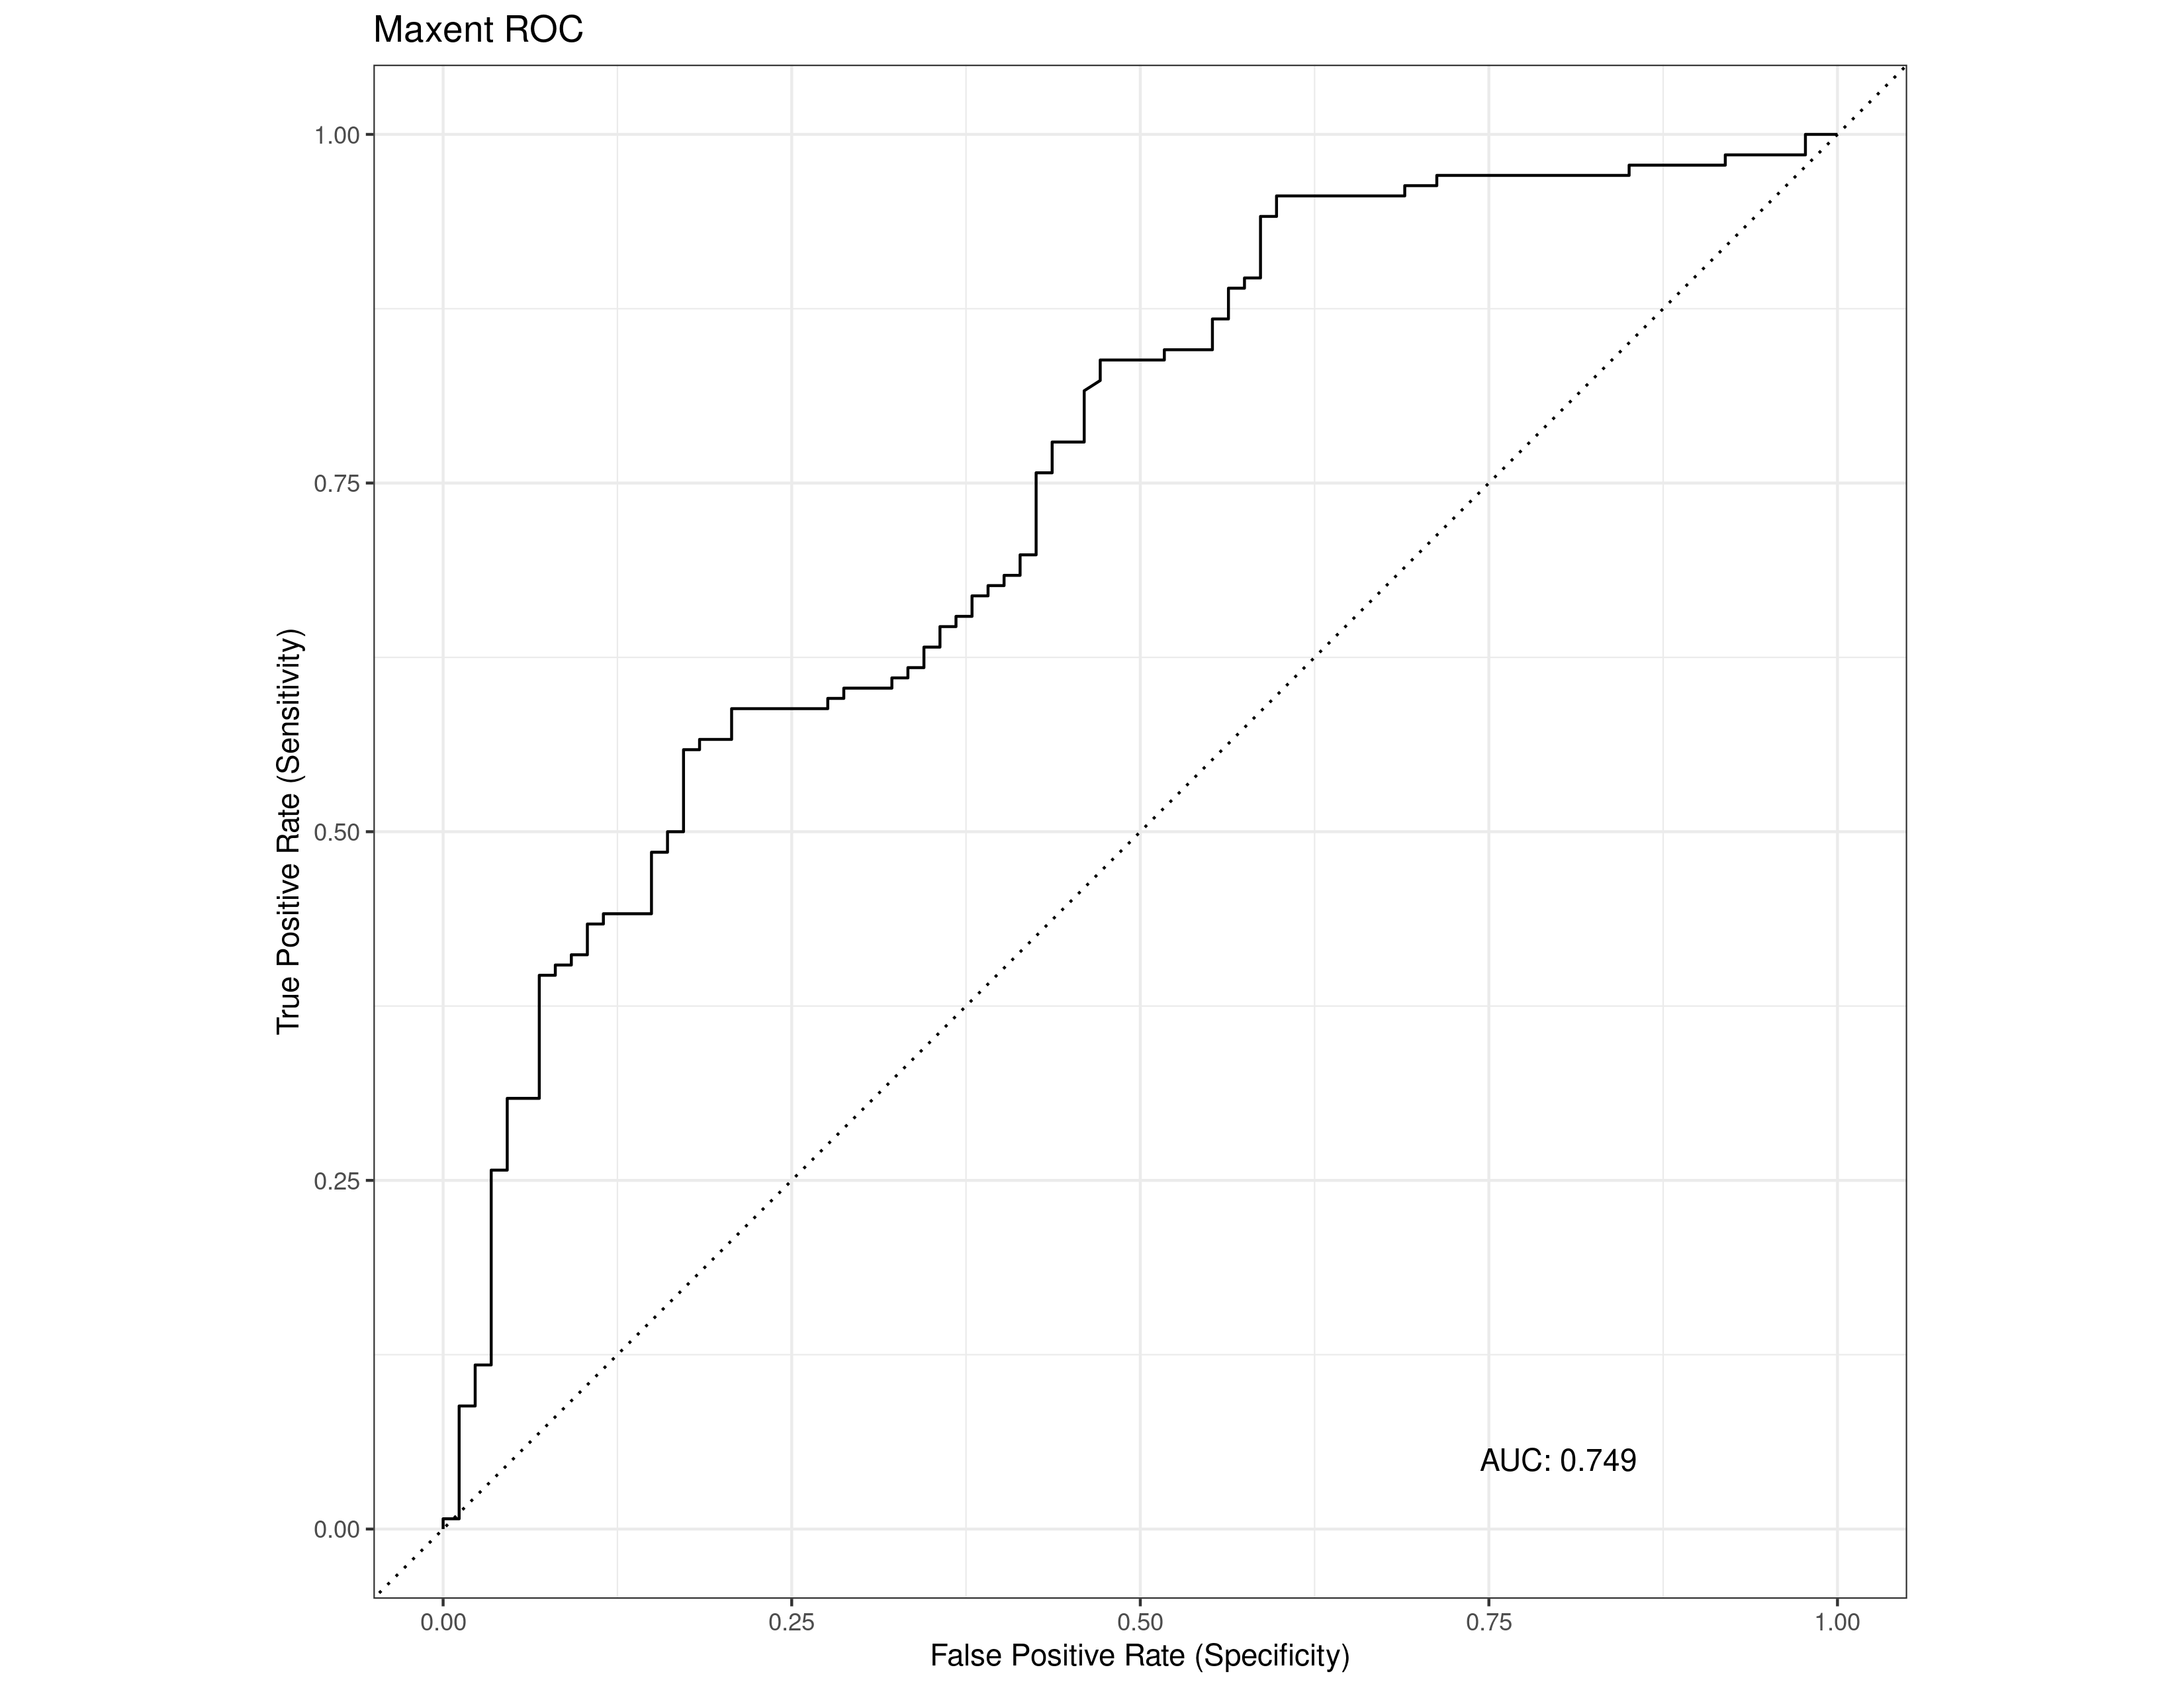 Maxent ROC
1.00
0.75
0.50
0.25
0.00
True Positive Rate (Sensitivity)
AUC: 0.749
0.00 0.25 0.50 0.75 1.00
False Positive Rate (Specificity)